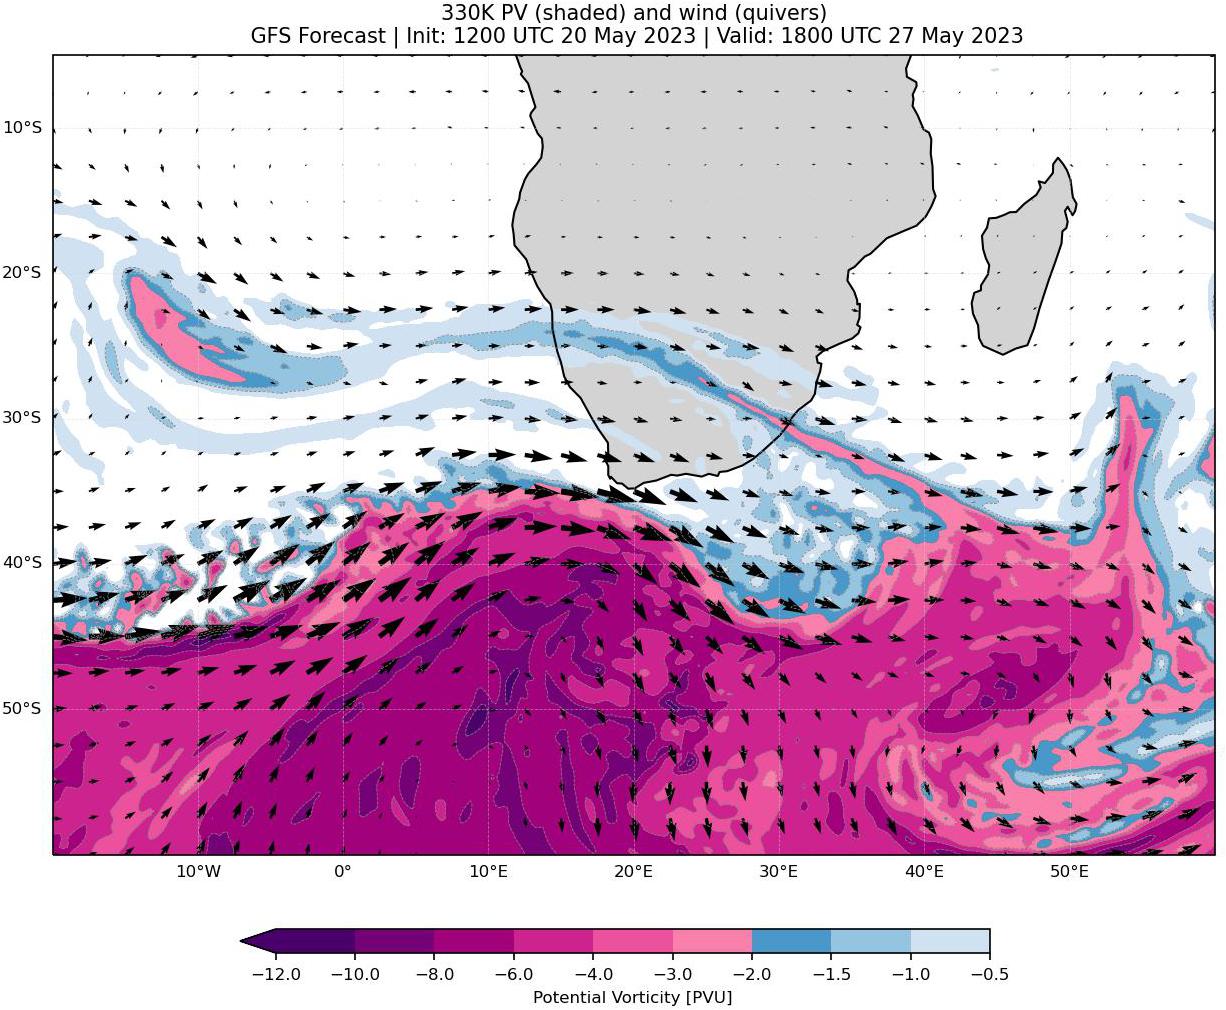 330K PV (shaded) and wind (quivers)
GFS Forecast | Init: 1200 UTC 20 May 2023 | Valid: 1800 UTC 27 May 2023
10°S
20°S
30°S
40°S
50°S
10°W 0° 10°E 20°E 30°E 40°E 50°E
−12.0 −10.0 −8.0 −6.0 −4.0 −3.0 −2.0 −1.5 −1.0 −0.5
Potential Vorticity [PVU]